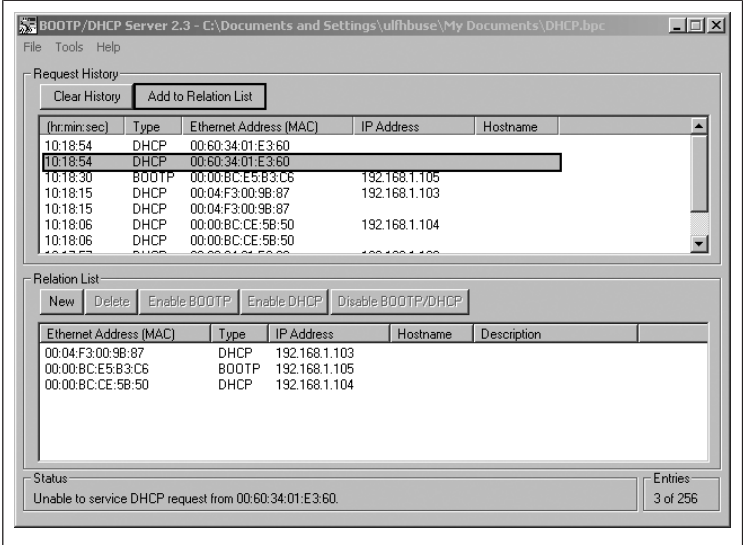 BOOTP/DHCP Server 2.3 - C:\Documents and Settings\ulfhbuse\My Documents\DHCP.bpc
File Tools Help
Request History
Clear History Add to Relation List
(hr:min:sec) Type Ethernet Address (MAC) IP Address Hostname
10:18:54 DHCP 00:60:34:01:E3:60
10:18:54 DHCP 00:60:34:01:E3:60
10:18:30 BOOTP 00:00:BC:E5:B3:C6 192.168.1.105
10:18:15 DHCP 00:04:F3:00:9B:87 192.168.1.103
10:18:15 DHCP 00:04:F3:00:9B:87
10:18:06 DHCP 00:00:BC:CE:5B:50 192.168.1.104
10:18:06 DHCP 00:00:BC:CE:5B:50
Relation List
New Delete Enable BOOTP Enable DHCP Disable BOOTP/DHCP
Ethernet Address (MAC) Type IP Address Hostname Description
00:04:F3:00:9B:87 DHCP 192.168.1.103
00:00:BC:E5:B3:C6 BOOTP 192.168.1.105
00:00:BC:CE:5B:50 DHCP 192.168.1.104
Status
Unable to service DHCP request from 00:60:34:01:E3:60.
Entries
3 of 256